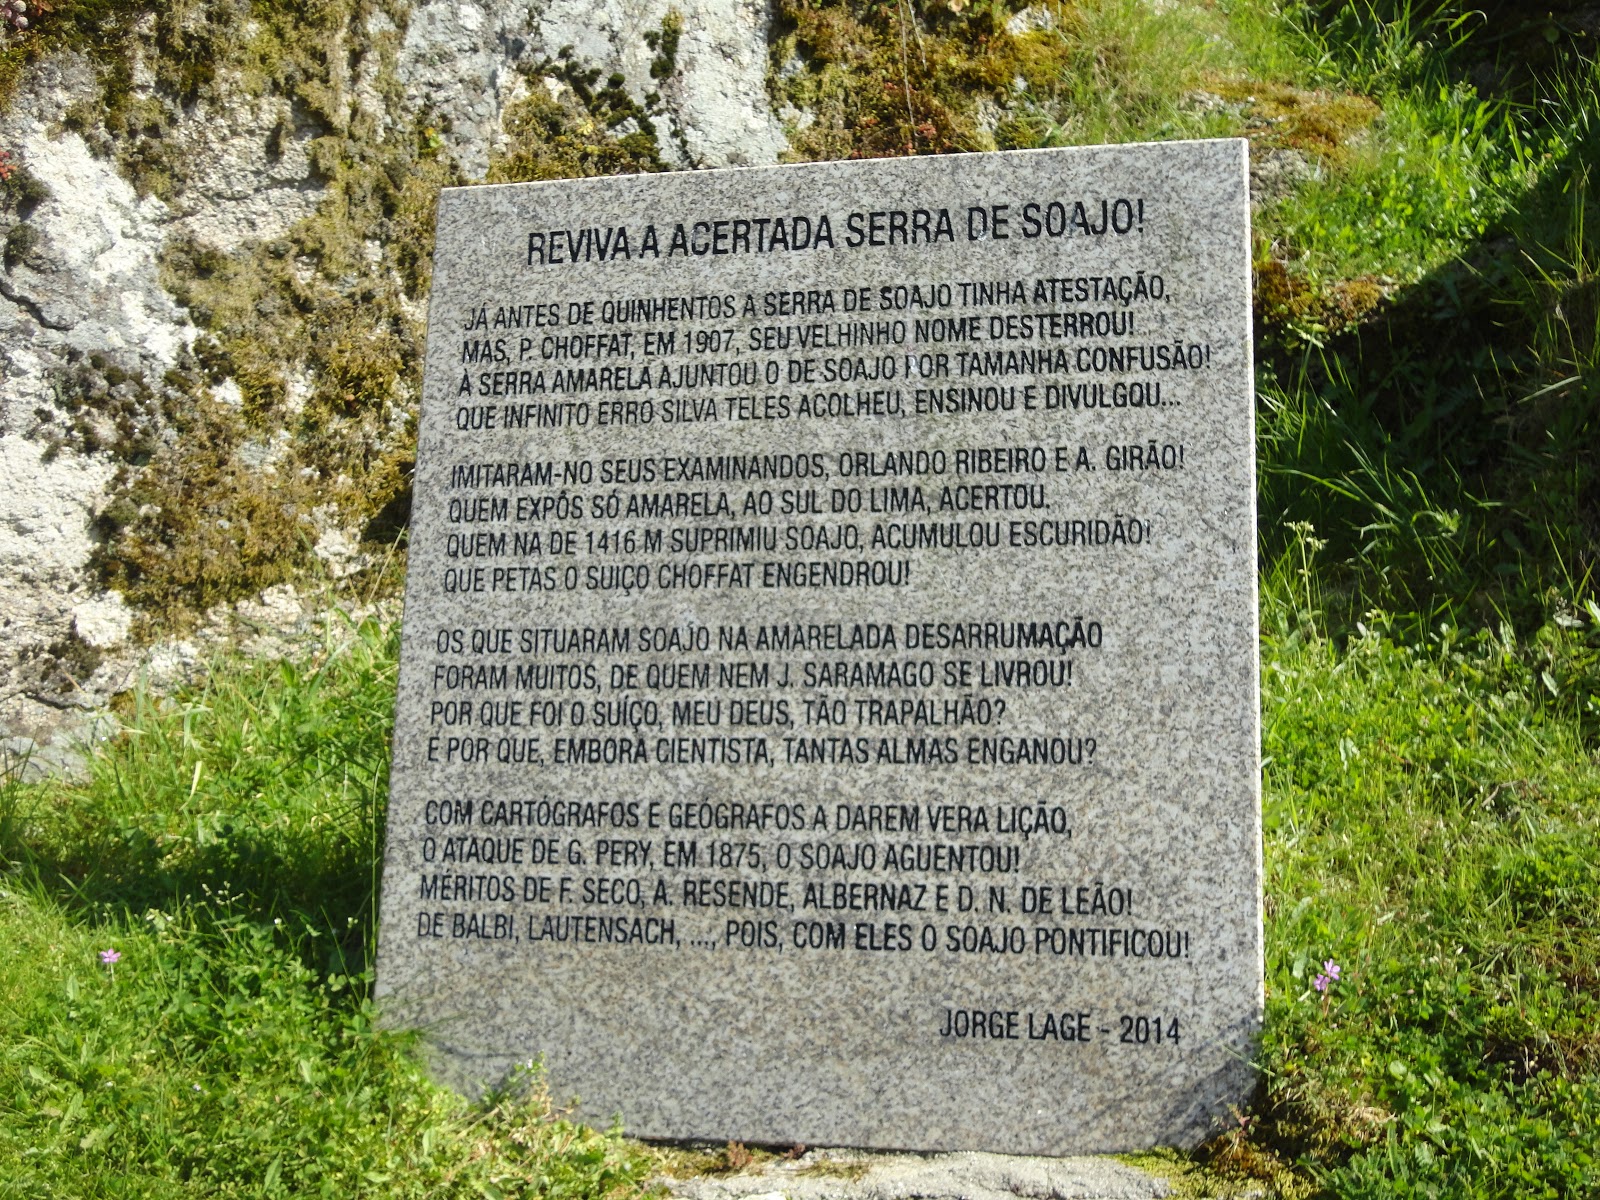 REVIVA A ACERTADA SERRA DE SOAJO!
JÁ ANTES DE QUINHENTOS A SERRA DE SOAJO TINHA ATESTAÇÃO,
MAS, P. CHOFFAT, EM 1907, SEU VELHINHO NOME DESTERROU!
À SERRA AMARELA AJUNTOU O DE SOAJO POR TAMANHA CONFUSÃO!
QUE INFINITO ERRO SILVA TELES ACOLHEU, ENSINOU E DIVULGOU...
IMITARAM-NO SEUS EXAMINANDOS, ORLANDO RIBEIRO E A. GIRÃO!
QUEM EXPÔS SÓ AMARELA, AO SUL DO LIMA, ACERTOU.
QUEM NA DE 1416 M SUPRIMIU SOAJO, ACUMULOU ESCURIDÃO!
QUE PETAS O SUIÇO CHOFFAT ENGENDROU!
OS QUE SITUARAM SOAJO NA AMARELADA DESARRUMAÇÃO
FORAM MUITOS, DE QUEM NEM J. SARAMAGO SE LIVROU!
POR QUE FOI O SUÍÇO, MEU DEUS, TÃO TRAPALHÃO?
E POR QUE, EMBORA CIENTISTA, TANTAS ALMAS ENGANOU?
COM CARTÓGRAFOS E GEÓGRAFOS A DAREM VERA LIÇÃO,
O ATAQUE DE G. PERY, EM 1875, O SOAJO AGUENTOU!
MÉRITOS DE F. SECO, A. RESENDE, ALBERNAZ E D. N. DE LEÃO!
DE BALBI, LAUTENSACH, ..., POIS, COM ELES O SOAJO PONTIFICOU!
JORGE LAGE - 2014